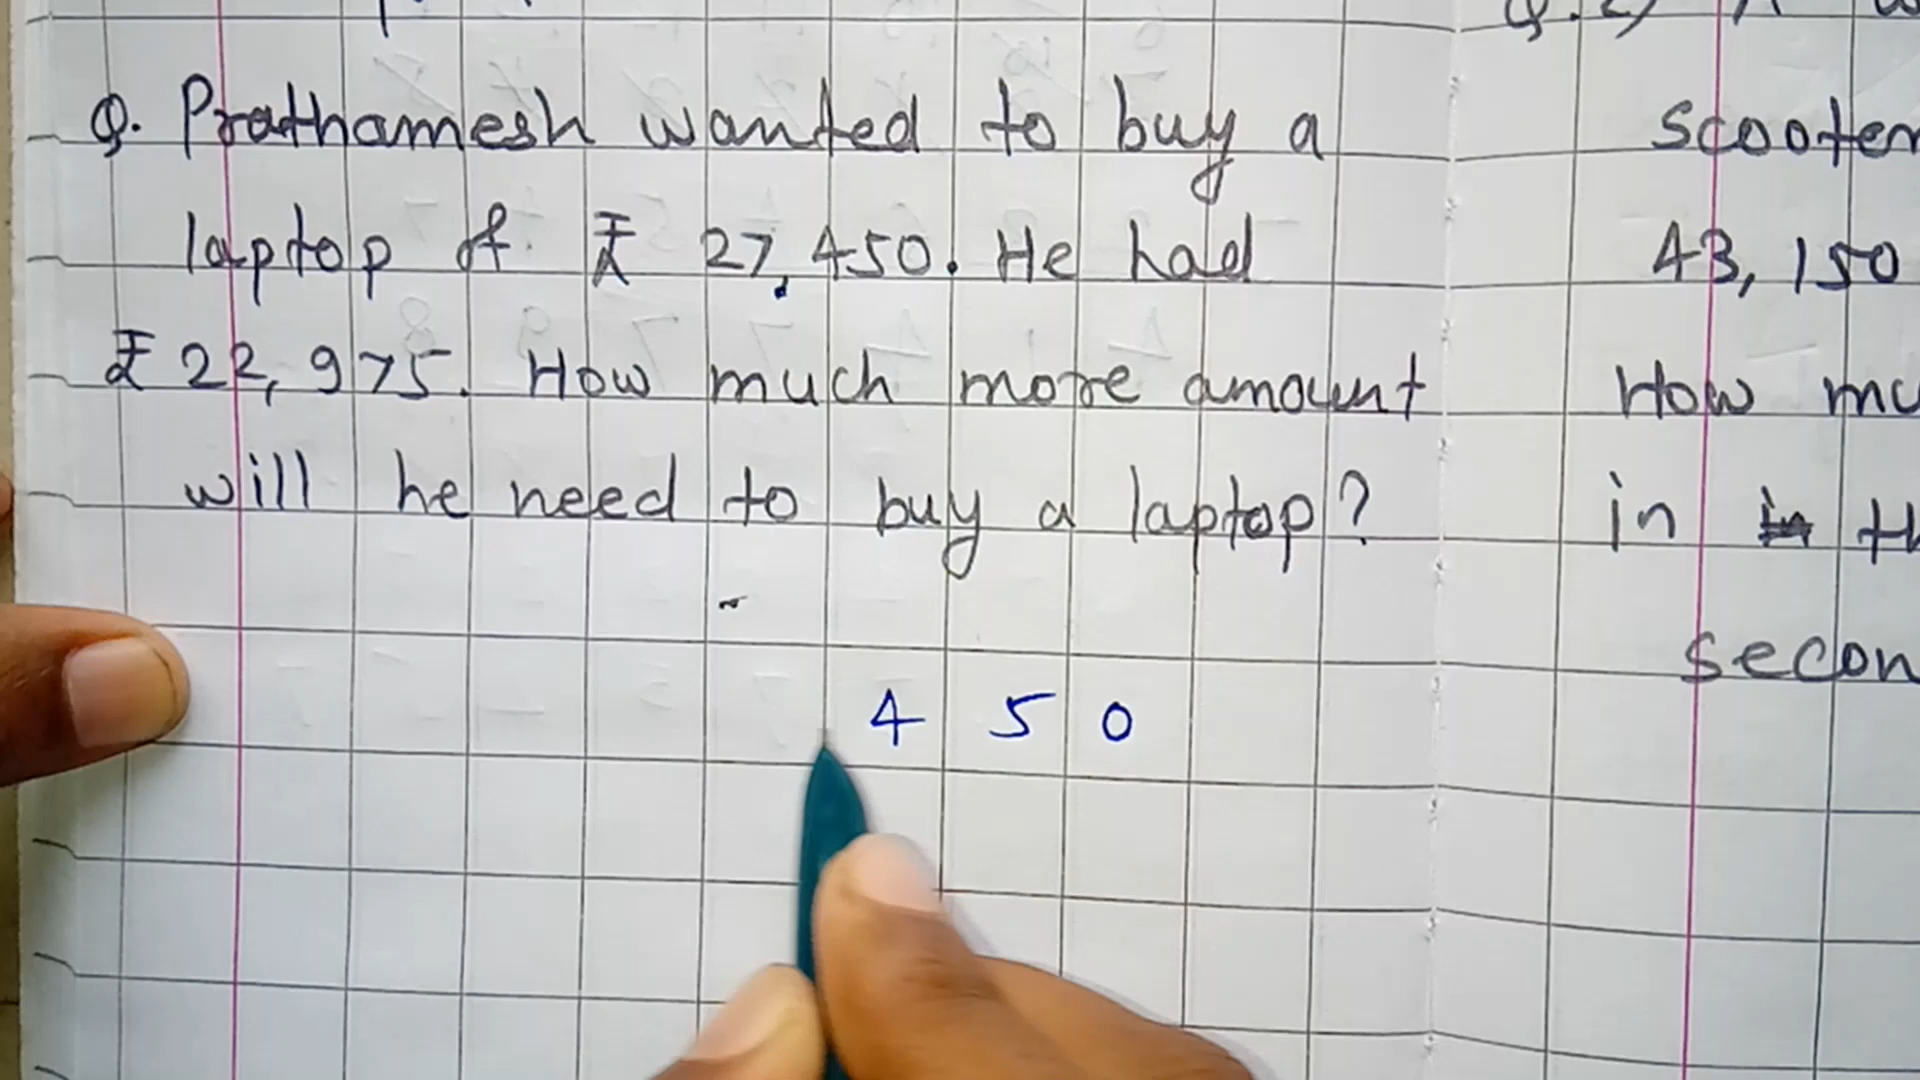 Q. Prathamesh wanted to buy a
laptop of ₹ 27,450. He had
₹ 22,975. How much more amount
will he need to buy a laptop?
4 5 0
scooter
43,150
How
in